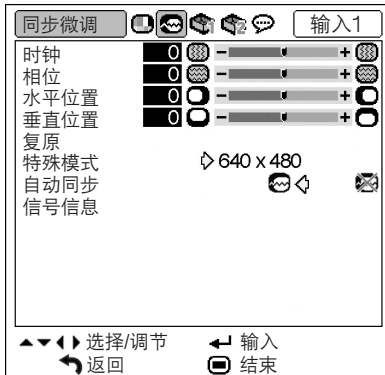 同步微调 1 2 输入1
时钟 0 - +
相位 0 - +
水平位置 0 - +
垂直位置 0 - +
复原
特殊模式 640 x 480
自动同步
信号信息
选择/调节 输入
返回 结束